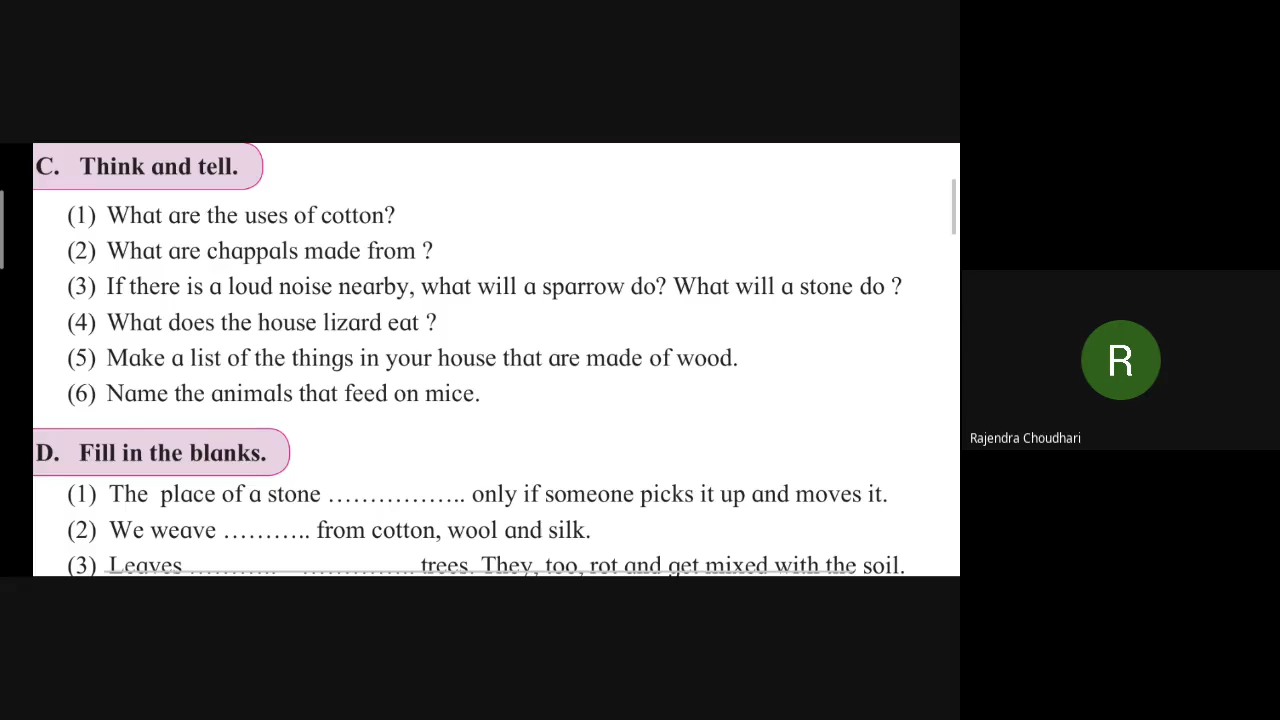 C. Think and tell.
(1) What are the uses of cotton?
(2) What are chappals made from ?
(3) If there is a loud noise nearby, what will a sparrow do? What will a stone do ?
(4) What does the house lizard eat ?
(5) Make a list of the things in your house that are made of wood.
(6) Name the animals that feed on mice.
D. Fill in the blanks.
(1) The place of a stone …………….. only if someone picks it up and moves it.
(2) We weave ……….. from cotton, wool and silk.
(3) Leaves ……….. ………….. trees. They, too, rot and get mixed with the soil.
R
Rajendra Choudhari